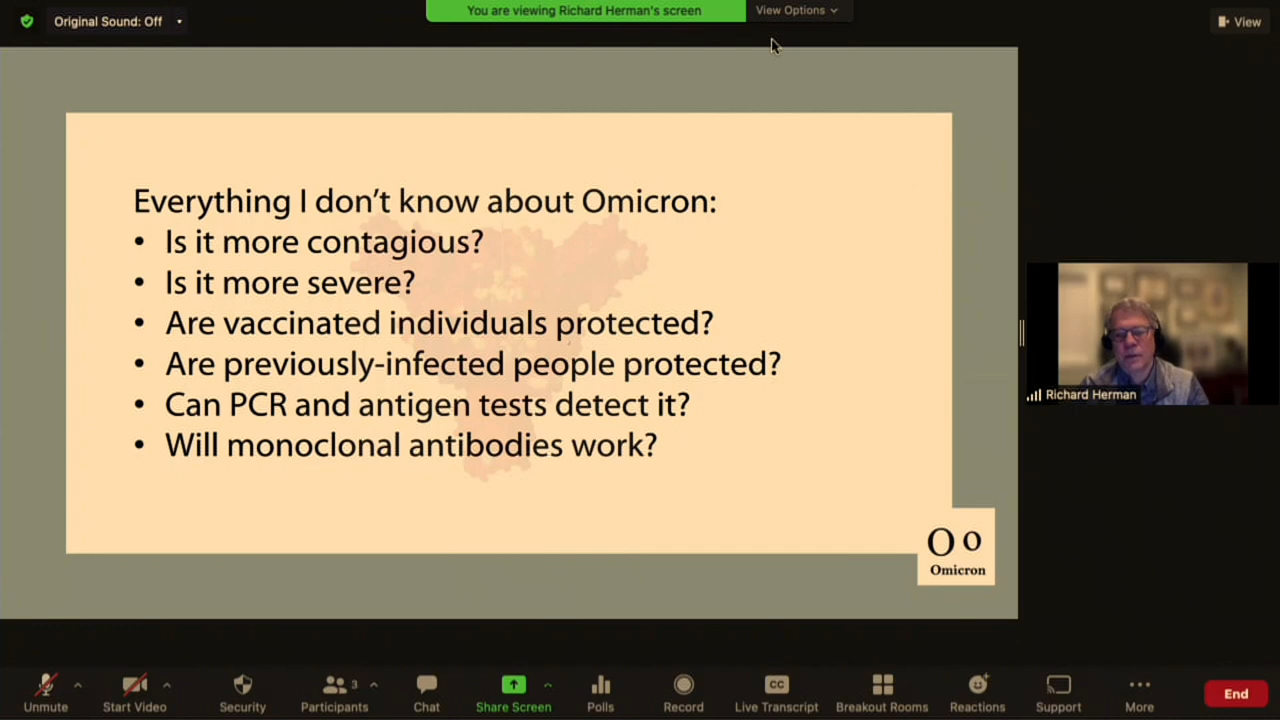 Original Sound: Off
You are viewing Richard Herman's screen
View Options
View
Everything I don't know about Omicron:
• Is it more contagious?
• Is it more severe?
• Are vaccinated individuals protected?
• Are previously-infected people protected?
• Can PCR and antigen tests detect it?
• Will monoclonal antibodies work?
O o
Omicron
Richard Herman
Unmute
Start Video
Security
Participants
3
Chat
Share Screen
Polls
Record
CC
Live Transcript
Breakout Rooms
Reactions
Support
More
End